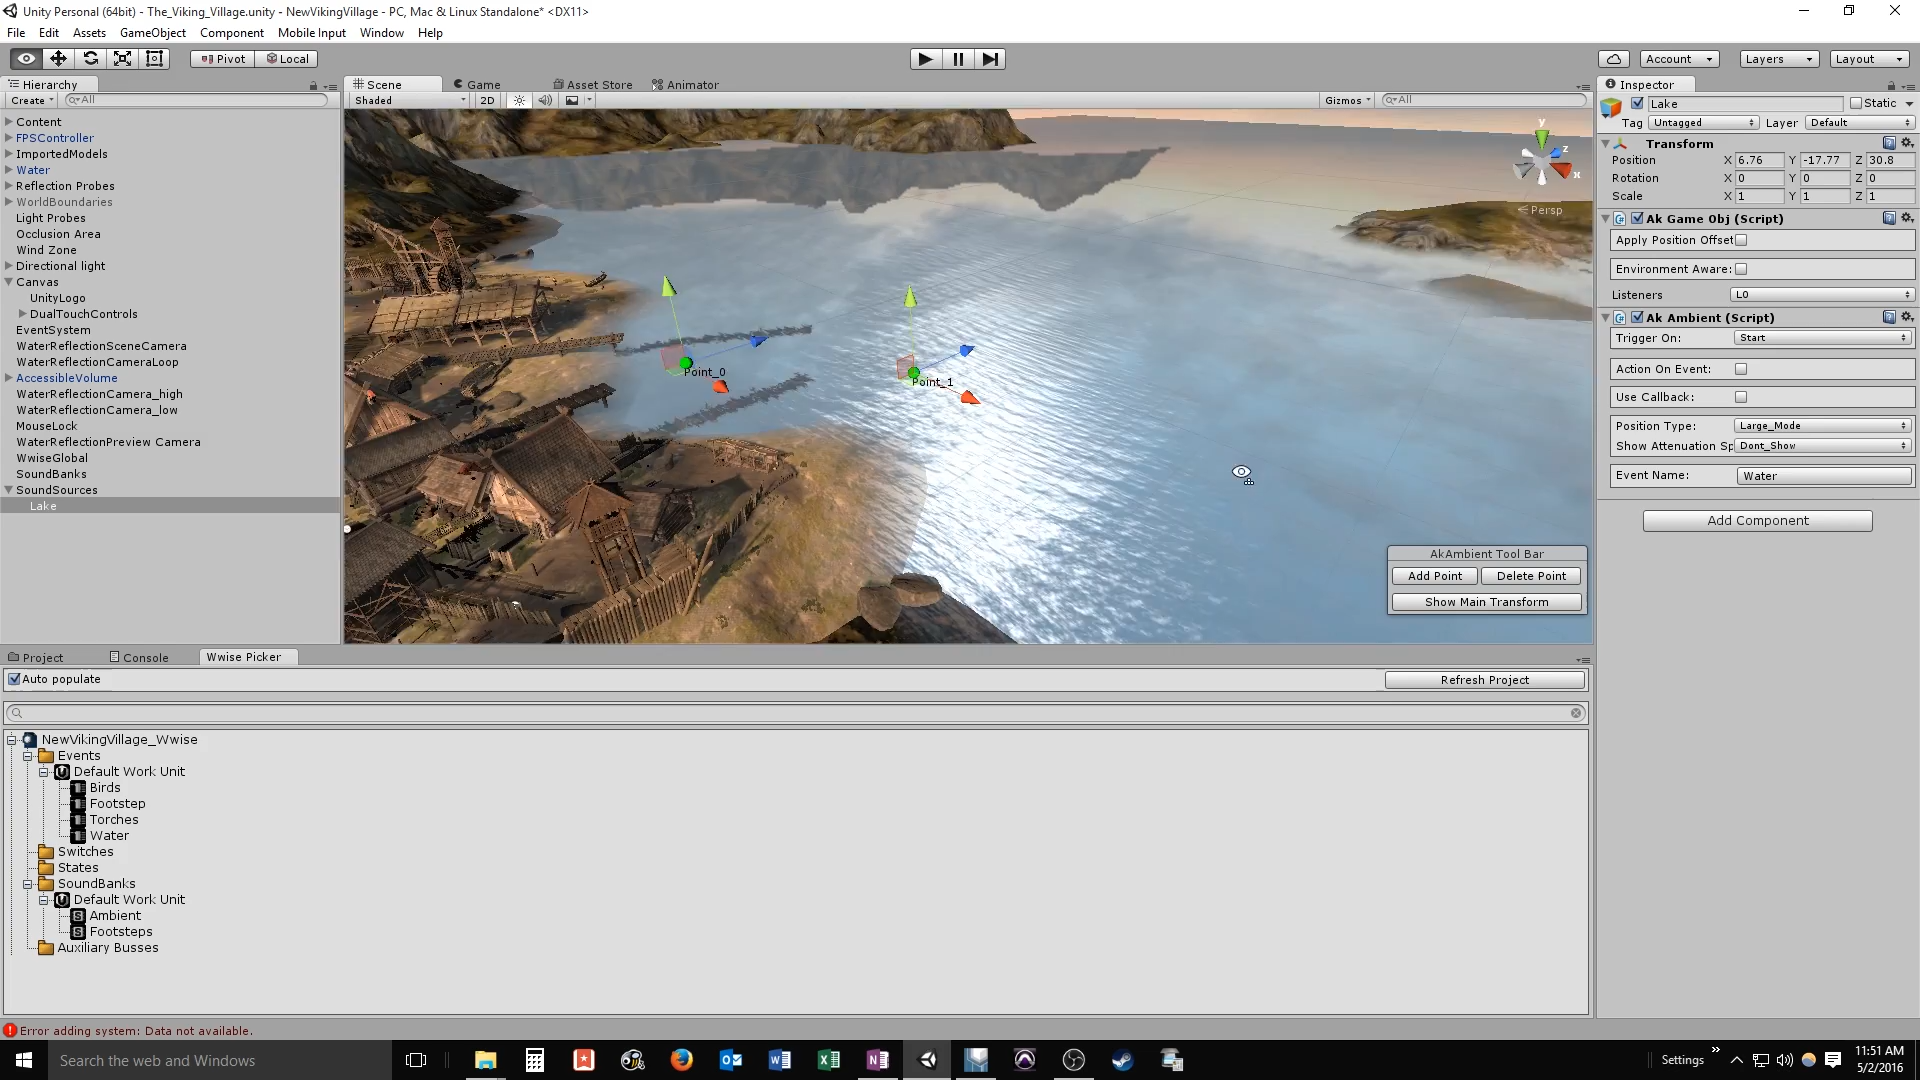 Unity Personal (64bit) - The_Viking_Village.unity - NewVikingVillage - PC, Mac & Linux Standalone* <DX11>
File Edit Assets GameObject Component Mobile Input Window Help
Pivot Local Account Layers Layout
Hierarchy
Create All
Content
FPSController
ImportedModels
Water
Reflection Probes
WorldBoundaries
Light Probes
Occlusion Area
Wind Zone
Directional light
Canvas
UnityLogo
DualTouchControls
EventSystem
WaterReflectionSceneCamera
WaterReflectionCameraLoop
AccessibleVolume
WaterReflectionCamera_high
WaterReflectionCamera_low
MouseLock
WaterReflectionPreview Camera
WwiseGlobal
SoundBanks
SoundSources
Lake
Scene Game Asset Store Animator
Shaded 2D Gizmos All
y
z
x
Persp
Point_0
Point_1
AkAmbient Tool Bar
Add Point Delete Point
Show Main Transform
Inspector
Lake Static
Tag Untagged Layer Default
Transform
Position X 6.76 Y -17.77 Z 30.8
Rotation X 0 Y 0 Z 0
Scale X 1 Y 1 Z 1
Ak Game Obj (Script)
Apply Position Offset
Environment Aware:
Listeners L0
Ak Ambient (Script)
Trigger On: Start
Action On Event:
Use Callback:
Position Type: Large_Mode
Show Attenuation Sp Dont_Show
Event Name: Water
Add Component
Project Console Wwise Picker
Auto populate Refresh Project
NewVikingVillage_Wwise
Events
Default Work Unit
Birds
Footstep
Torches
Water
Switches
States
SoundBanks
Default Work Unit
Ambient
Footsteps
Auxiliary Busses
Error adding system: Data not available.
Search the web and Windows
Settings
11:51 AM
5/2/2016